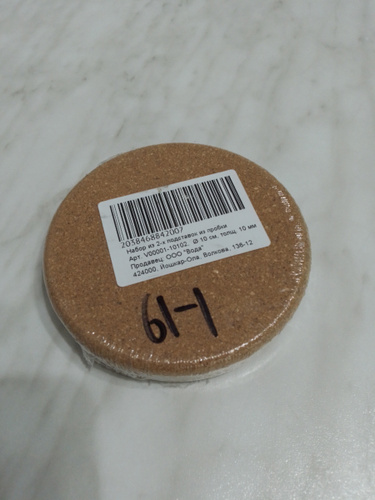 2038468842007
Набор из 2-х подставок из пробки
Арт. V00001-10102. Ø 10 см, толщ. 10 мм
Продавец: ООО "Вода"
424000, Йошкар-Ола, Волкова, 136-12
61-1